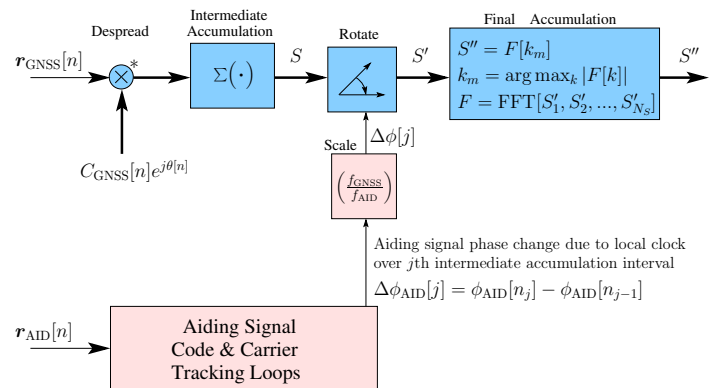 Despread
Intermediate
Accumulation
Rotate
Final Accumulation
r_GNSS[n]
×
*
Σ(·)
S
S′
S″ = F[k_m]
k_m = arg max_k |F[k]|
F = FFT[S′_1, S′_2, ..., S′_{N_S}]
S″
C_GNSS[n]e^{jθ[n]}
Δϕ[j]
Scale
(f_GNSS / f_AID)
Aiding signal phase change due to local clock
over jth intermediate accumulation interval
Δϕ_AID[j] = ϕ_AID[n_j] − ϕ_AID[n_{j−1}]
r_AID[n]
Aiding Signal
Code & Carrier
Tracking Loops